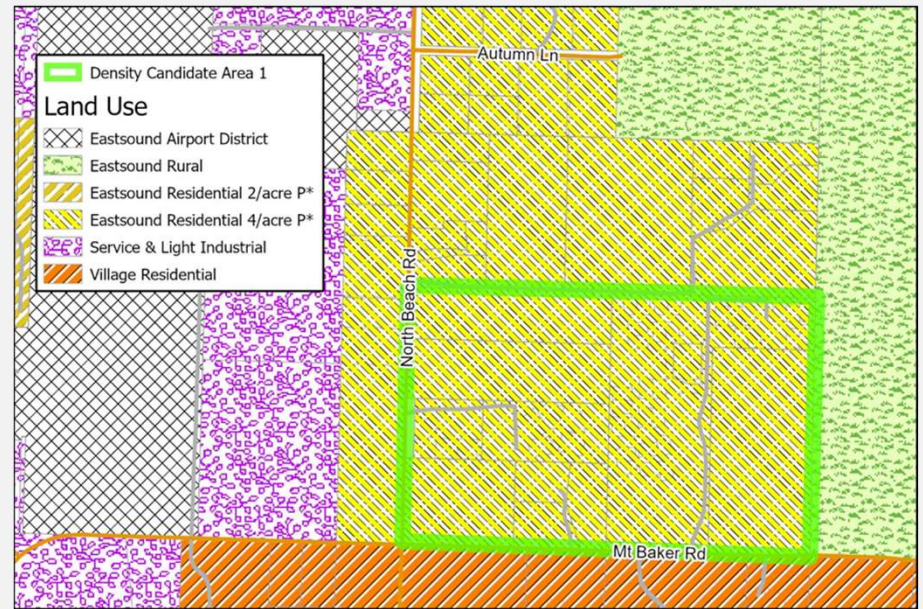 Autumn Ln
Density Candidate Area 1
Land Use
Eastsound Airport District
Eastsound Rural
Eastsound Residential 2/acre P*
Eastsound Residential 4/acre P*
Service & Light Industrial
Village Residential
North Beach Rd
Mt Baker Rd